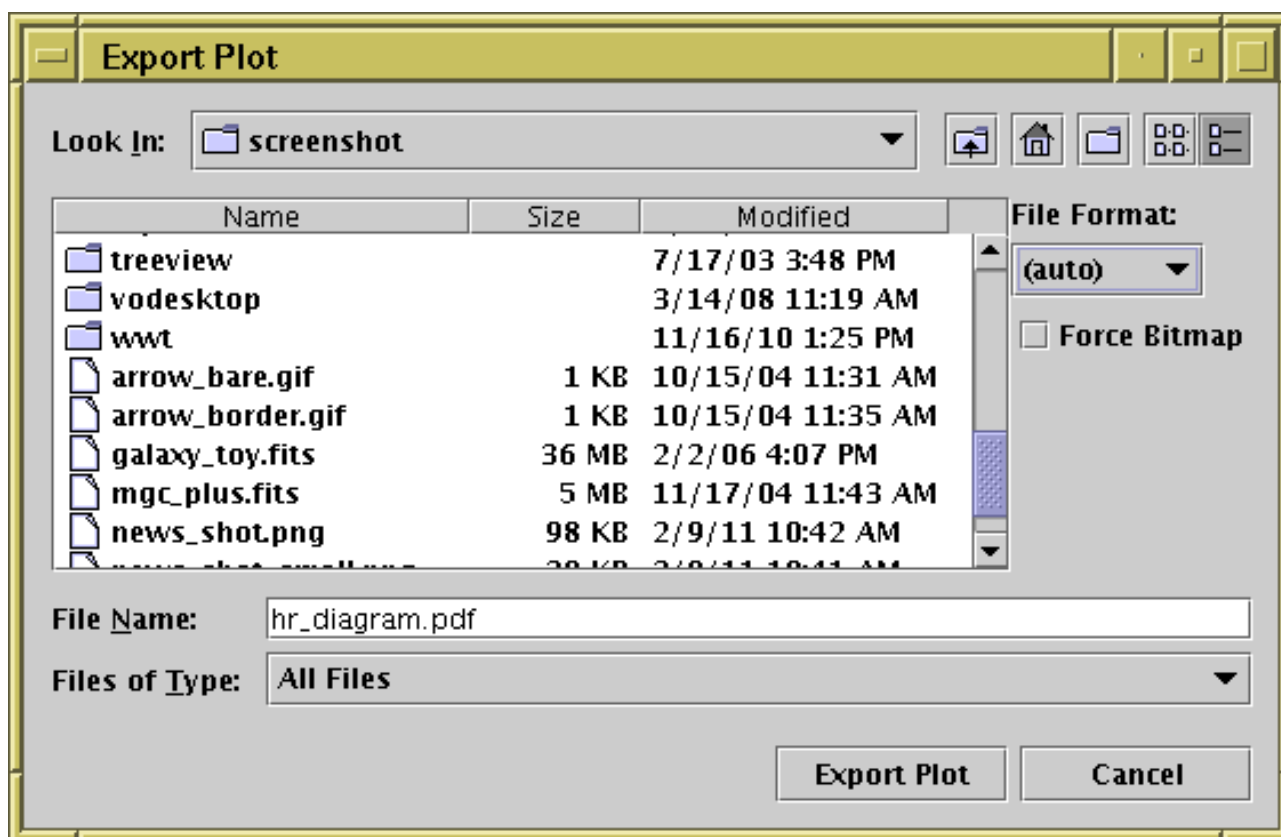 Export Plot
Look In: screenshot
Name Size Modified File Format:
treeview 7/17/03 3:48 PM (auto)
vodesktop 3/14/08 11:19 AM
wwt 11/16/10 1:25 PM Force Bitmap
arrow_bare.gif 1 KB 10/15/04 11:31 AM
arrow_border.gif 1 KB 10/15/04 11:35 AM
galaxy_toy.fits 36 MB 2/2/06 4:07 PM
mgc_plus.fits 5 MB 11/17/04 11:43 AM
news_shot.png 98 KB 2/9/11 10:42 AM
File Name: hr_diagram.pdf
Files of Type: All Files
Export Plot Cancel